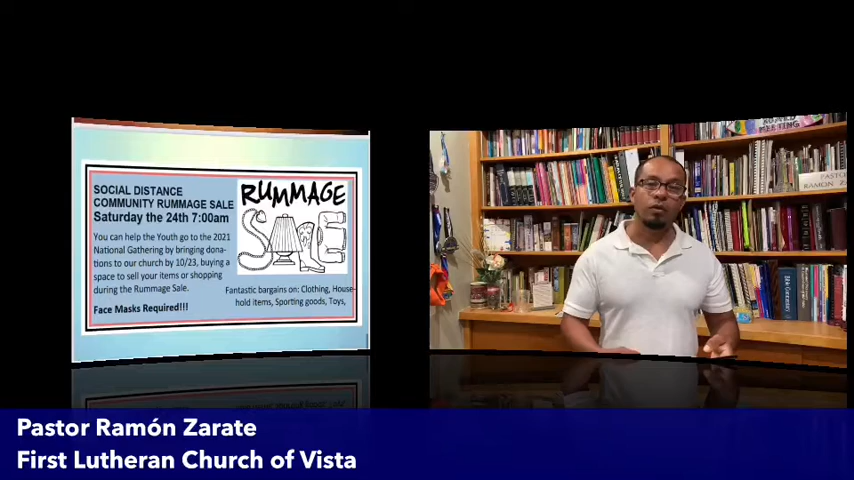 SOCIAL DISTANCE
COMMUNITY RUMMAGE SALE
Saturday the 24th 7:00am
You can help the Youth go to the 2021
National Gathering by bringing dona-
tions to our church by 10/23, buying a
space to sell your items or shopping
during the Rummage Sale.
Face Masks Required!!!
RUMMAGE
SALE
Fantastic bargains on: Clothing, House-
hold items, Sporting goods, Toys,
MEETING
PASTOR
RAMON
Pastor Ramón Zarate
First Lutheran Church of Vista